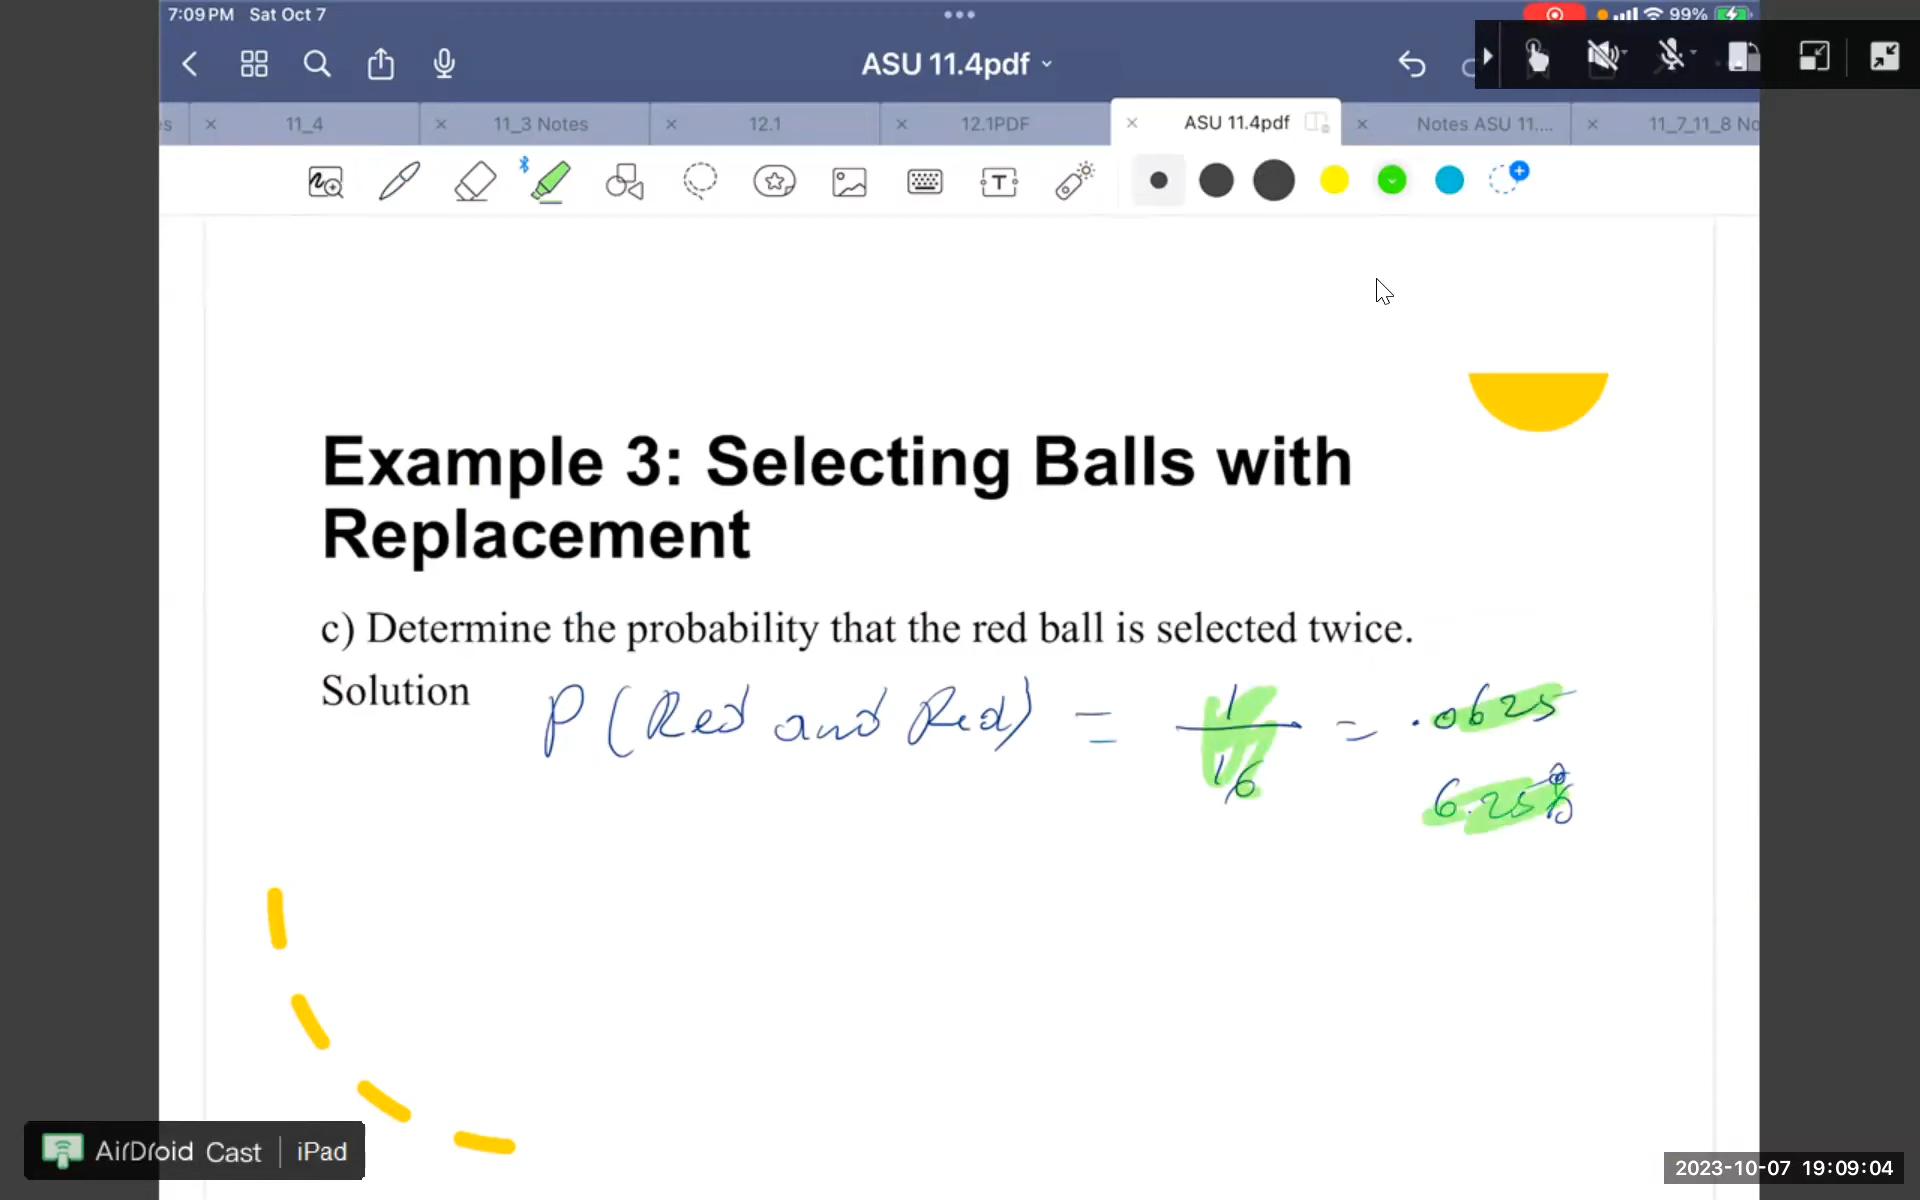 7:09 PM Sat Oct 7
99%
ASU 11.4pdf
11_4
11_3 Notes
12.1
12.1PDF
ASU 11.4pdf
Notes ASU 11....
11_7_11_8 No
Example 3: Selecting Balls with
Replacement
c) Determine the probability that the red ball is selected twice.
Solution
P(Red and Red) = 1/16 = .0625
6.25%
AirDroid Cast | iPad
2023-10-07 19:09:04